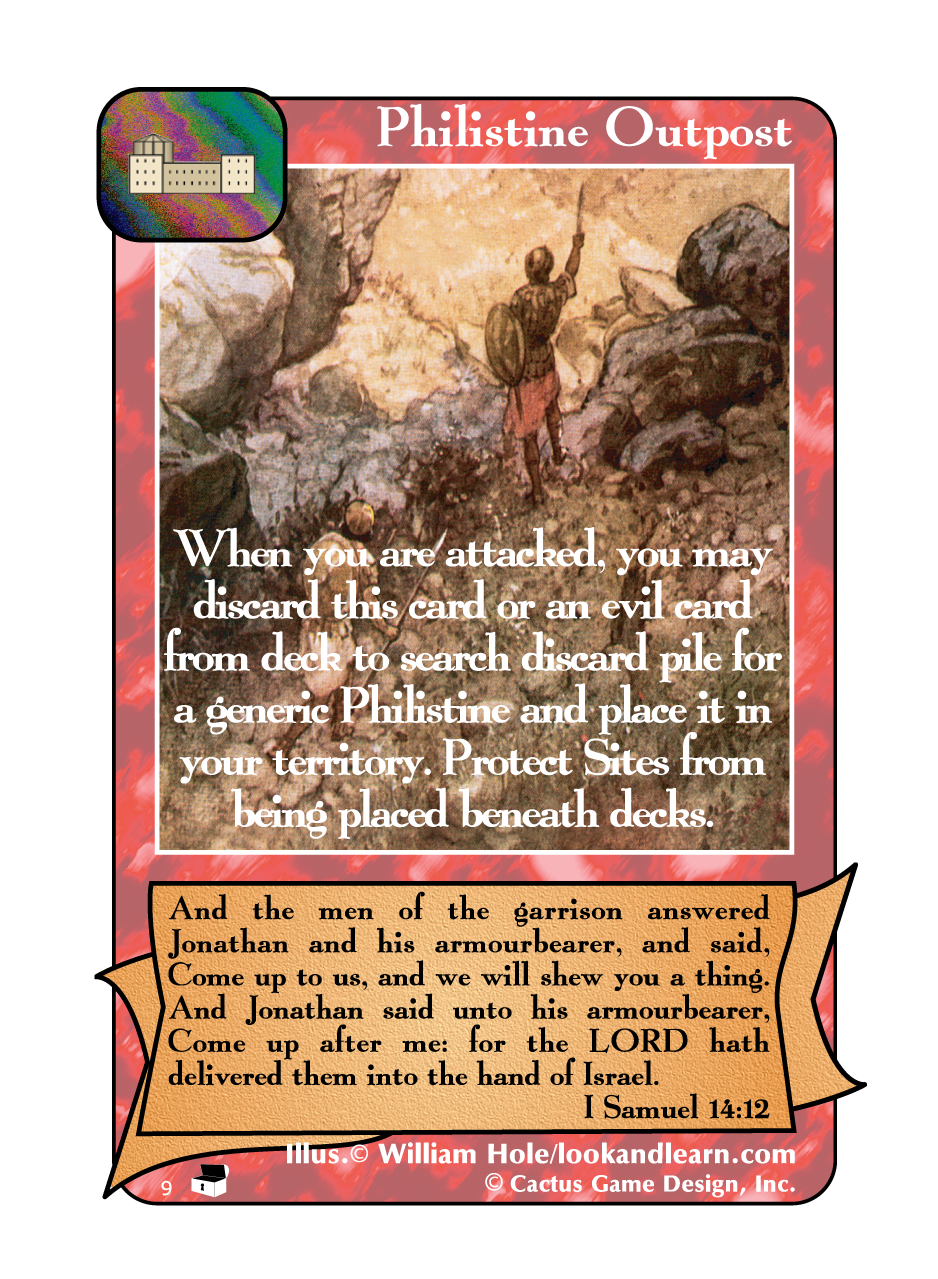 Philistine Outpost
When you are attacked, you may
discard this card or an evil card
from deck to search discard pile for
a generic Philistine and place it in
your territory. Protect Sites from
being placed beneath decks.
And the men of the garrison answered
Jonathan and his armourbearer, and said,
Come up to us, and we will shew you a thing.
And Jonathan said unto his armourbearer,
Come up after me: for the LORD hath
delivered them into the hand of Israel.
I Samuel 14:12
Illus.© William Hole/lookandlearn.com
9
© Cactus Game Design, Inc.